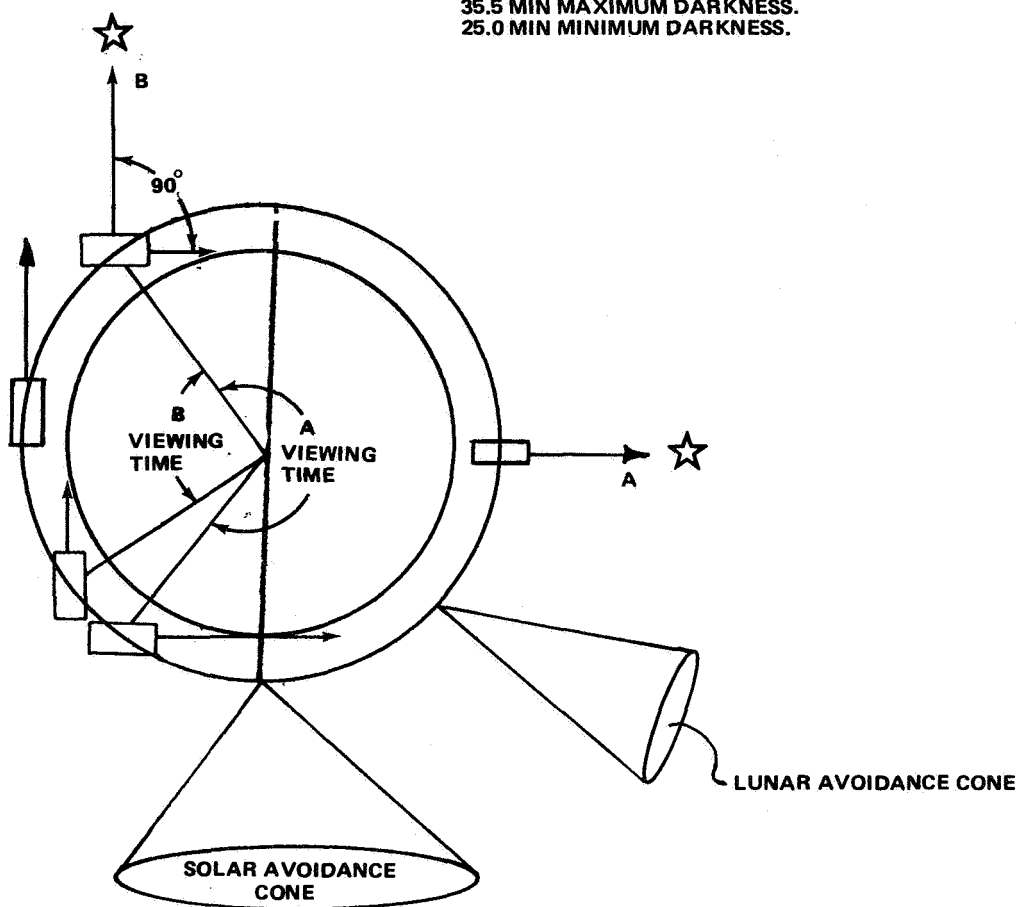 35.5 MIN MAXIMUM DARKNESS.
25.0 MIN MINIMUM DARKNESS.
B
90°
B
VIEWING
TIME
A
VIEWING
TIME
A
LUNAR AVOIDANCE CONE
SOLAR AVOIDANCE
CONE